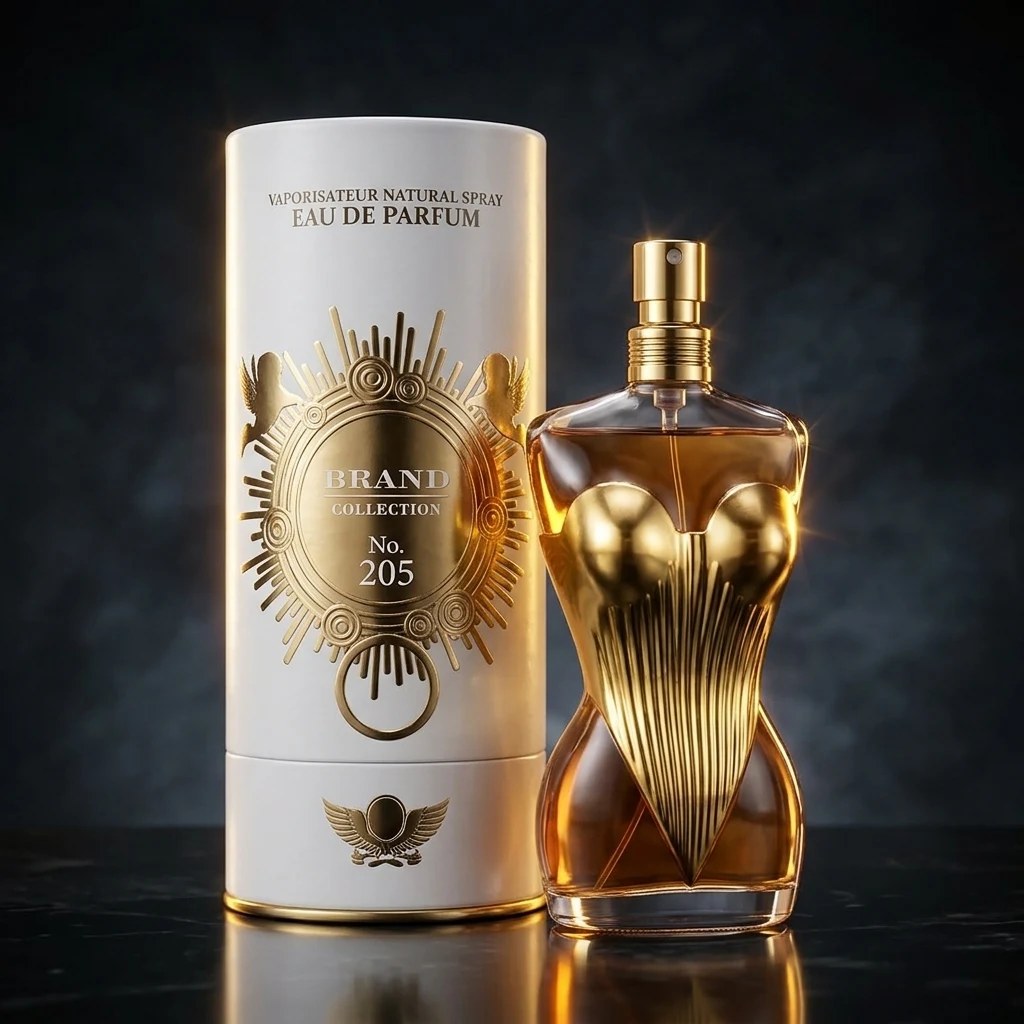 VAPORISATEUR NATURAL SPRAY
EAU DE PARFUM
BRAND
COLLECTION
No.
205